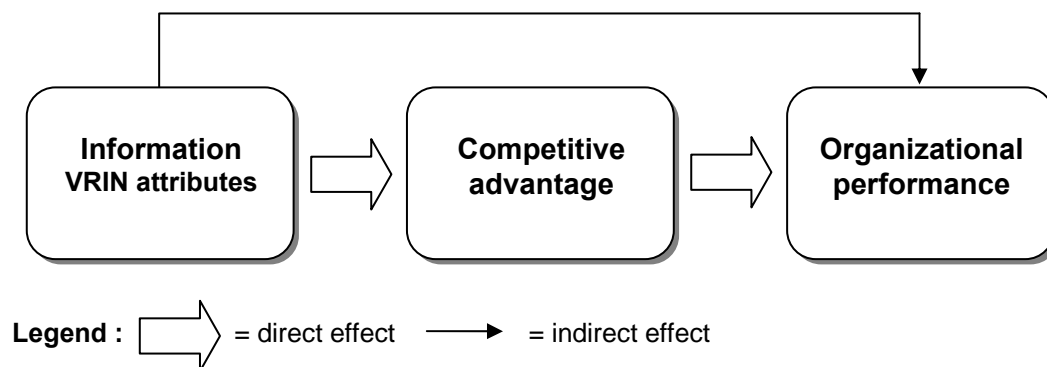 Information
VRIN attributes
Competitive
advantage
Organizational
performance
Legend : = direct effect = indirect effect